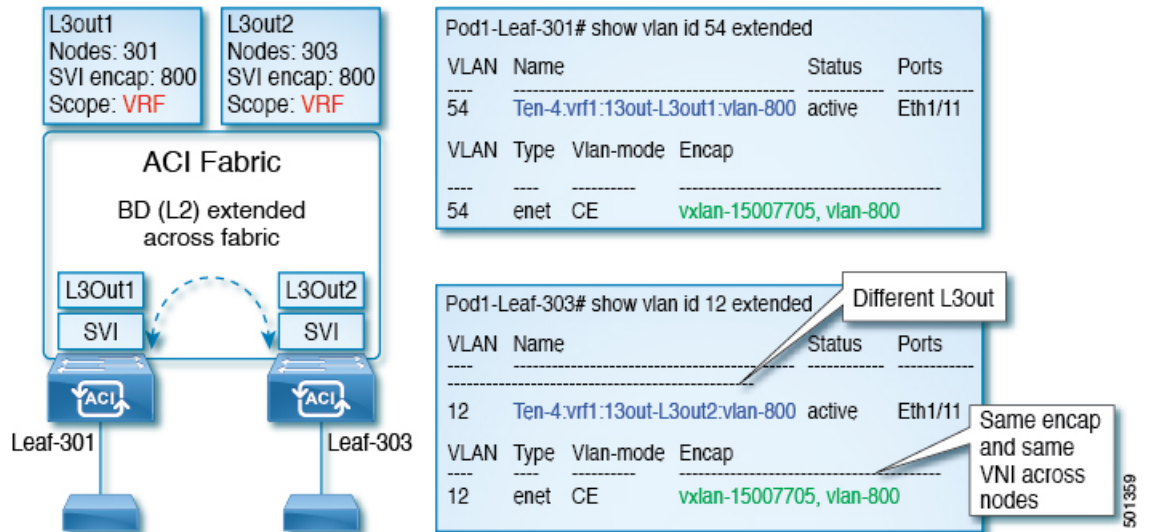 L3out1
Nodes: 301
SVI encap: 800
Scope: VRF
L3out2
Nodes: 303
SVI encap: 800
Scope: VRF
ACI Fabric
BD (L2) extended
across fabric
L3Out1
SVI
L3Out2
SVI
ACI
ACI
Leaf-301
Leaf-303
Pod1-Leaf-301# show vlan id 54 extended
VLAN Name Status Ports
---- -------------------------------------------- ------------ ------------
54 Ten-4:vrf1:13out-L3out1:vlan-800 active Eth1/11
VLAN Type Vlan-mode Encap
---- ---- ---------- ----------------------------------------
54 enet CE vxlan-15007705, vlan-800
Pod1-Leaf-303# show vlan id 12 extended
VLAN Name Status Ports
---- -------------------------------------------- ------------ ------------
------------------------------------------------
12 Ten-4:vrf1:13out-L3out2:vlan-800 active Eth1/11
VLAN Type Vlan-mode Encap
---- ---- ---------- ----------------------------------------
12 enet CE vxlan-15007705, vlan-800
Different L3out
Same encap
and same
VNI across
nodes
501359